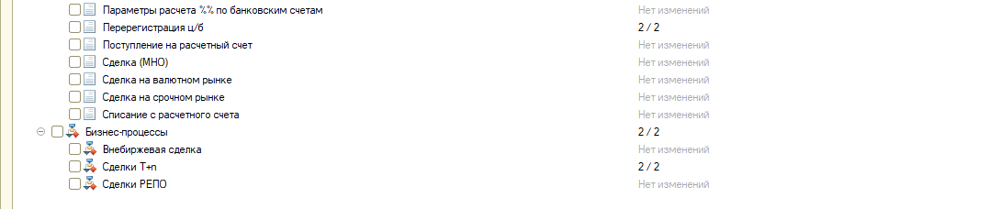 Параметры расчета %% по банковским счетам Нет изменений
Перерегистрация ц/б 2 / 2
Поступление на расчетный счет Нет изменений
Сделка (МНО) Нет изменений
Сделка на валютном рынке Нет изменений
Сделка на срочном рынке Нет изменений
Списание с расчетного счета Нет изменений
Бизнес-процессы 2 / 2
Внебиржевая сделка Нет изменений
Сделки Т+n 2 / 2
Сделки РЕПО Нет изменений